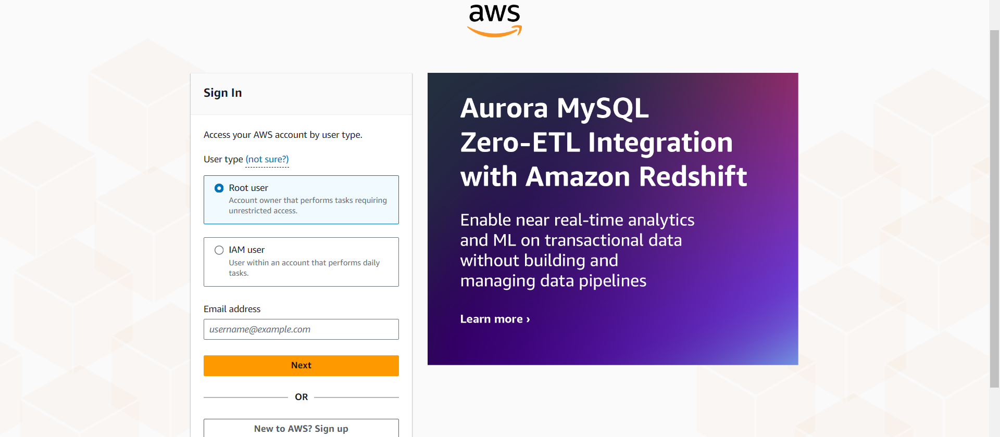 aws
Sign In
Access your AWS account by user type.
User type (not sure?)
Root user
Account owner that performs tasks requiring
unrestricted access.
IAM user
User within an account that performs daily
tasks.
Email address
username@example.com
Next
OR
New to AWS? Sign up
Aurora MySQL
Zero-ETL Integration
with Amazon Redshift
Enable near real-time analytics
and ML on transactional data
without building and
managing data pipelines
Learn more ›